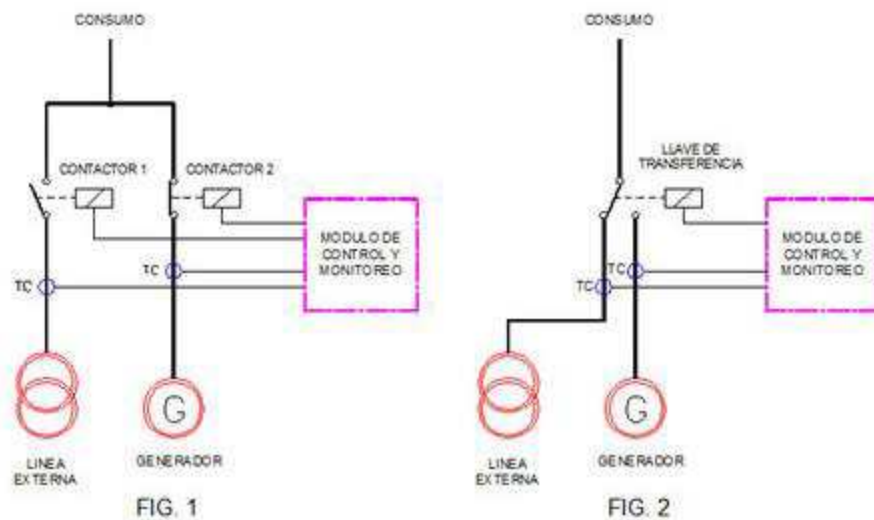 CONSUMO
CONTACTOR 1
CONTACTOR 2
MODULO DE
CONTROL Y
MONITOREO
TC
TC
G
LINEA
EXTERNA
GENERADOR
FIG. 1
CONSUMO
LLAVE DE
TRANSFERENCIA
MODULO DE
CONTROL Y
MONITOREO
TC
TC
G
LINEA
EXTERNA
GENERADOR
FIG. 2